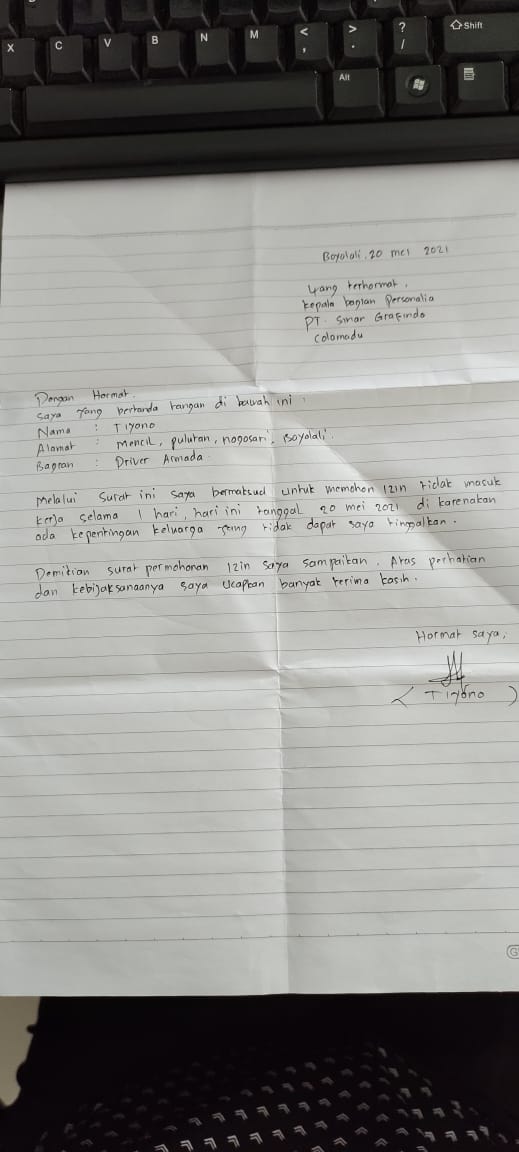 X C V B N M < , > . ? / Shift
Alt
Boyolali, 20 mei 2021
yang terhormat,
kepala bagian Personalia
PT. Sinar Grafindo
Colomadu
Dengan Hormat.
saya yang bertanda tangan di bawah ini :
Nama : Tiyono
Alamat : Mencil, pulutan, nogosari, Boyolali.
Bagian : Driver Armada
Melalui surat ini saya bermaksud untuk memohon izin tidak masuk
kerja selama 1 hari, hari ini tanggal 20 mei 2021 di karenakan
ada kepentingan keluarga yang tidak dapat saya tinggalkan.
Demikian surat permohonan izin saya sampaikan. Atas perhatian
dan kebijaksanaanya saya ucapkan banyak terima kasih.
Hormat saya,
( Tiyono )
G